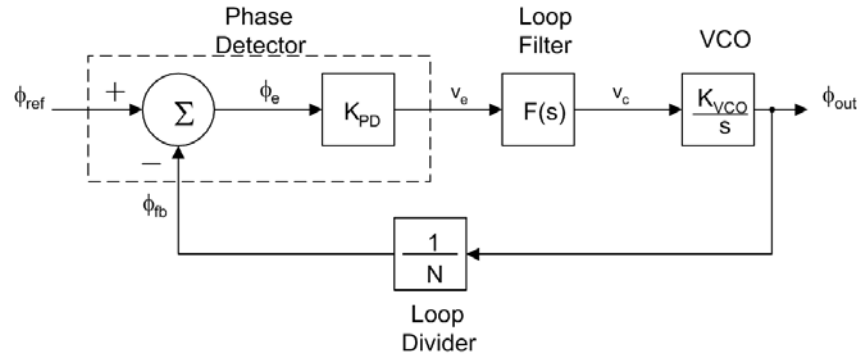 Phase
Detector
Loop
Filter
VCO
ϕref
+
Σ
−
ϕe
KPD
ve
F(s)
vc
KVCO
s
ϕout
ϕfb
1
N
Loop
Divider